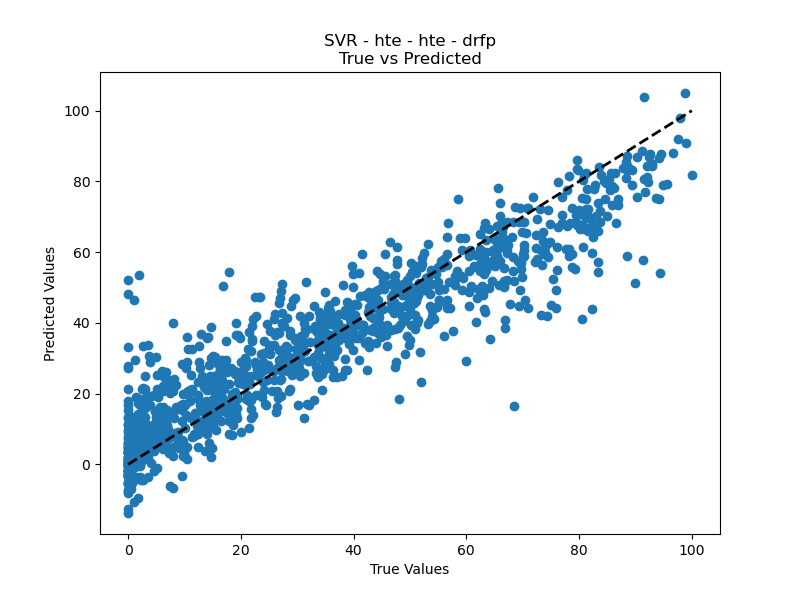 SVR - hte - hte - drfp
True vs Predicted
100
80
60
40
20
0
Predicted Values
0 20 40 60 80 100
True Values